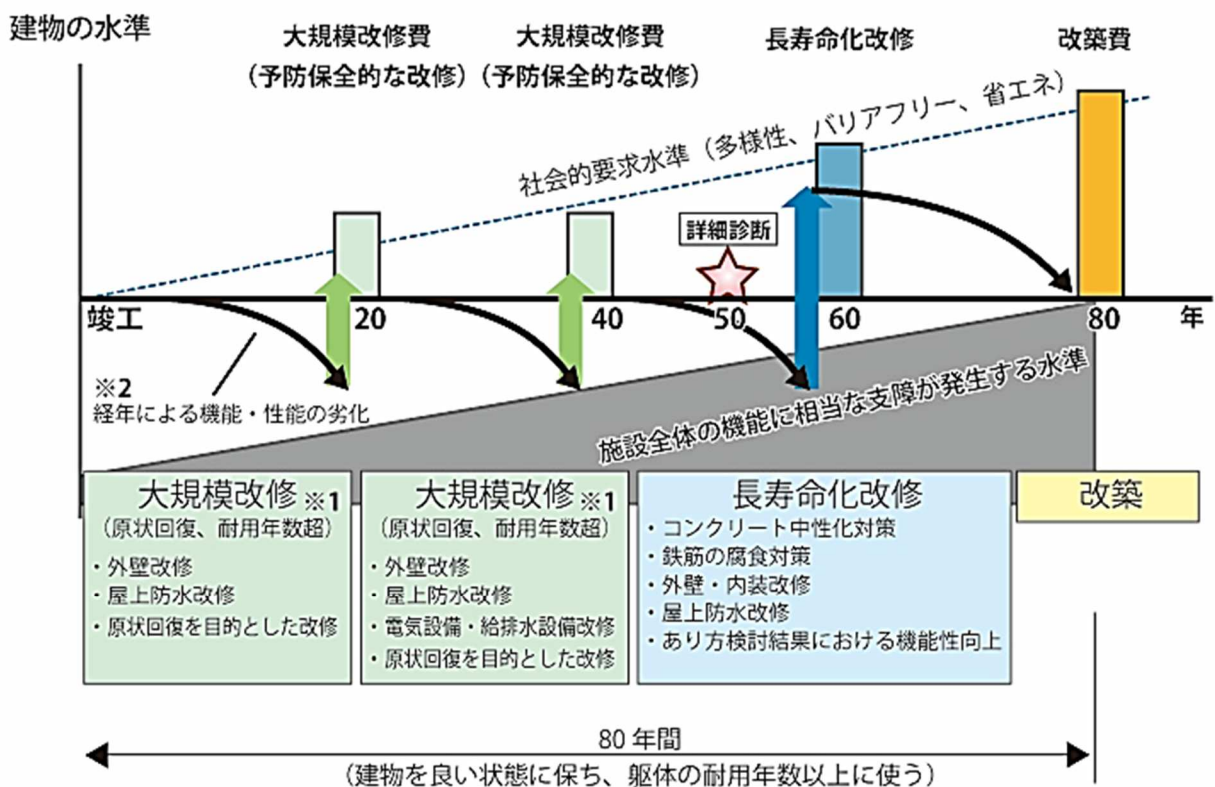 建物の水準
大規模改修費
（予防保全的な改修）
大規模改修費
（予防保全的な改修）
長寿命化改修
改築費
社会的要求水準（多様性、バリアフリー、省エネ）
詳細診断
竣工
20
40
50
60
80
年
※2
経年による機能・性能の劣化
施設全体の機能に相当な支障が発生する水準
大規模改修※1
（原状回復、耐用年数超）
・外壁改修
・屋上防水改修
・原状回復を目的とした改修
大規模改修※1
（原状回復、耐用年数超）
・外壁改修
・屋上防水改修
・電気設備・給排水設備改修
・原状回復を目的とした改修
長寿命化改修
・コンクリート中性化対策
・鉄筋の腐食対策
・外壁・内装改修
・屋上防水改修
・あり方検討結果における機能性向上
改築
80年間
（建物を良い状態に保ち、躯体の耐用年数以上に使う）